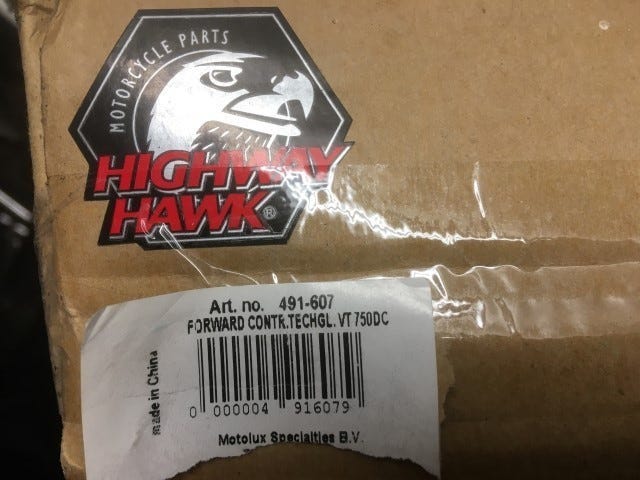 MOTORCYCLE PARTS
HIGHWAY
HAWK®
Art. no. 491-607
FORWARD CONTR.TECHGL. VT 750DC
made in China
0 000004 916079
Motolux Specialties B.V.